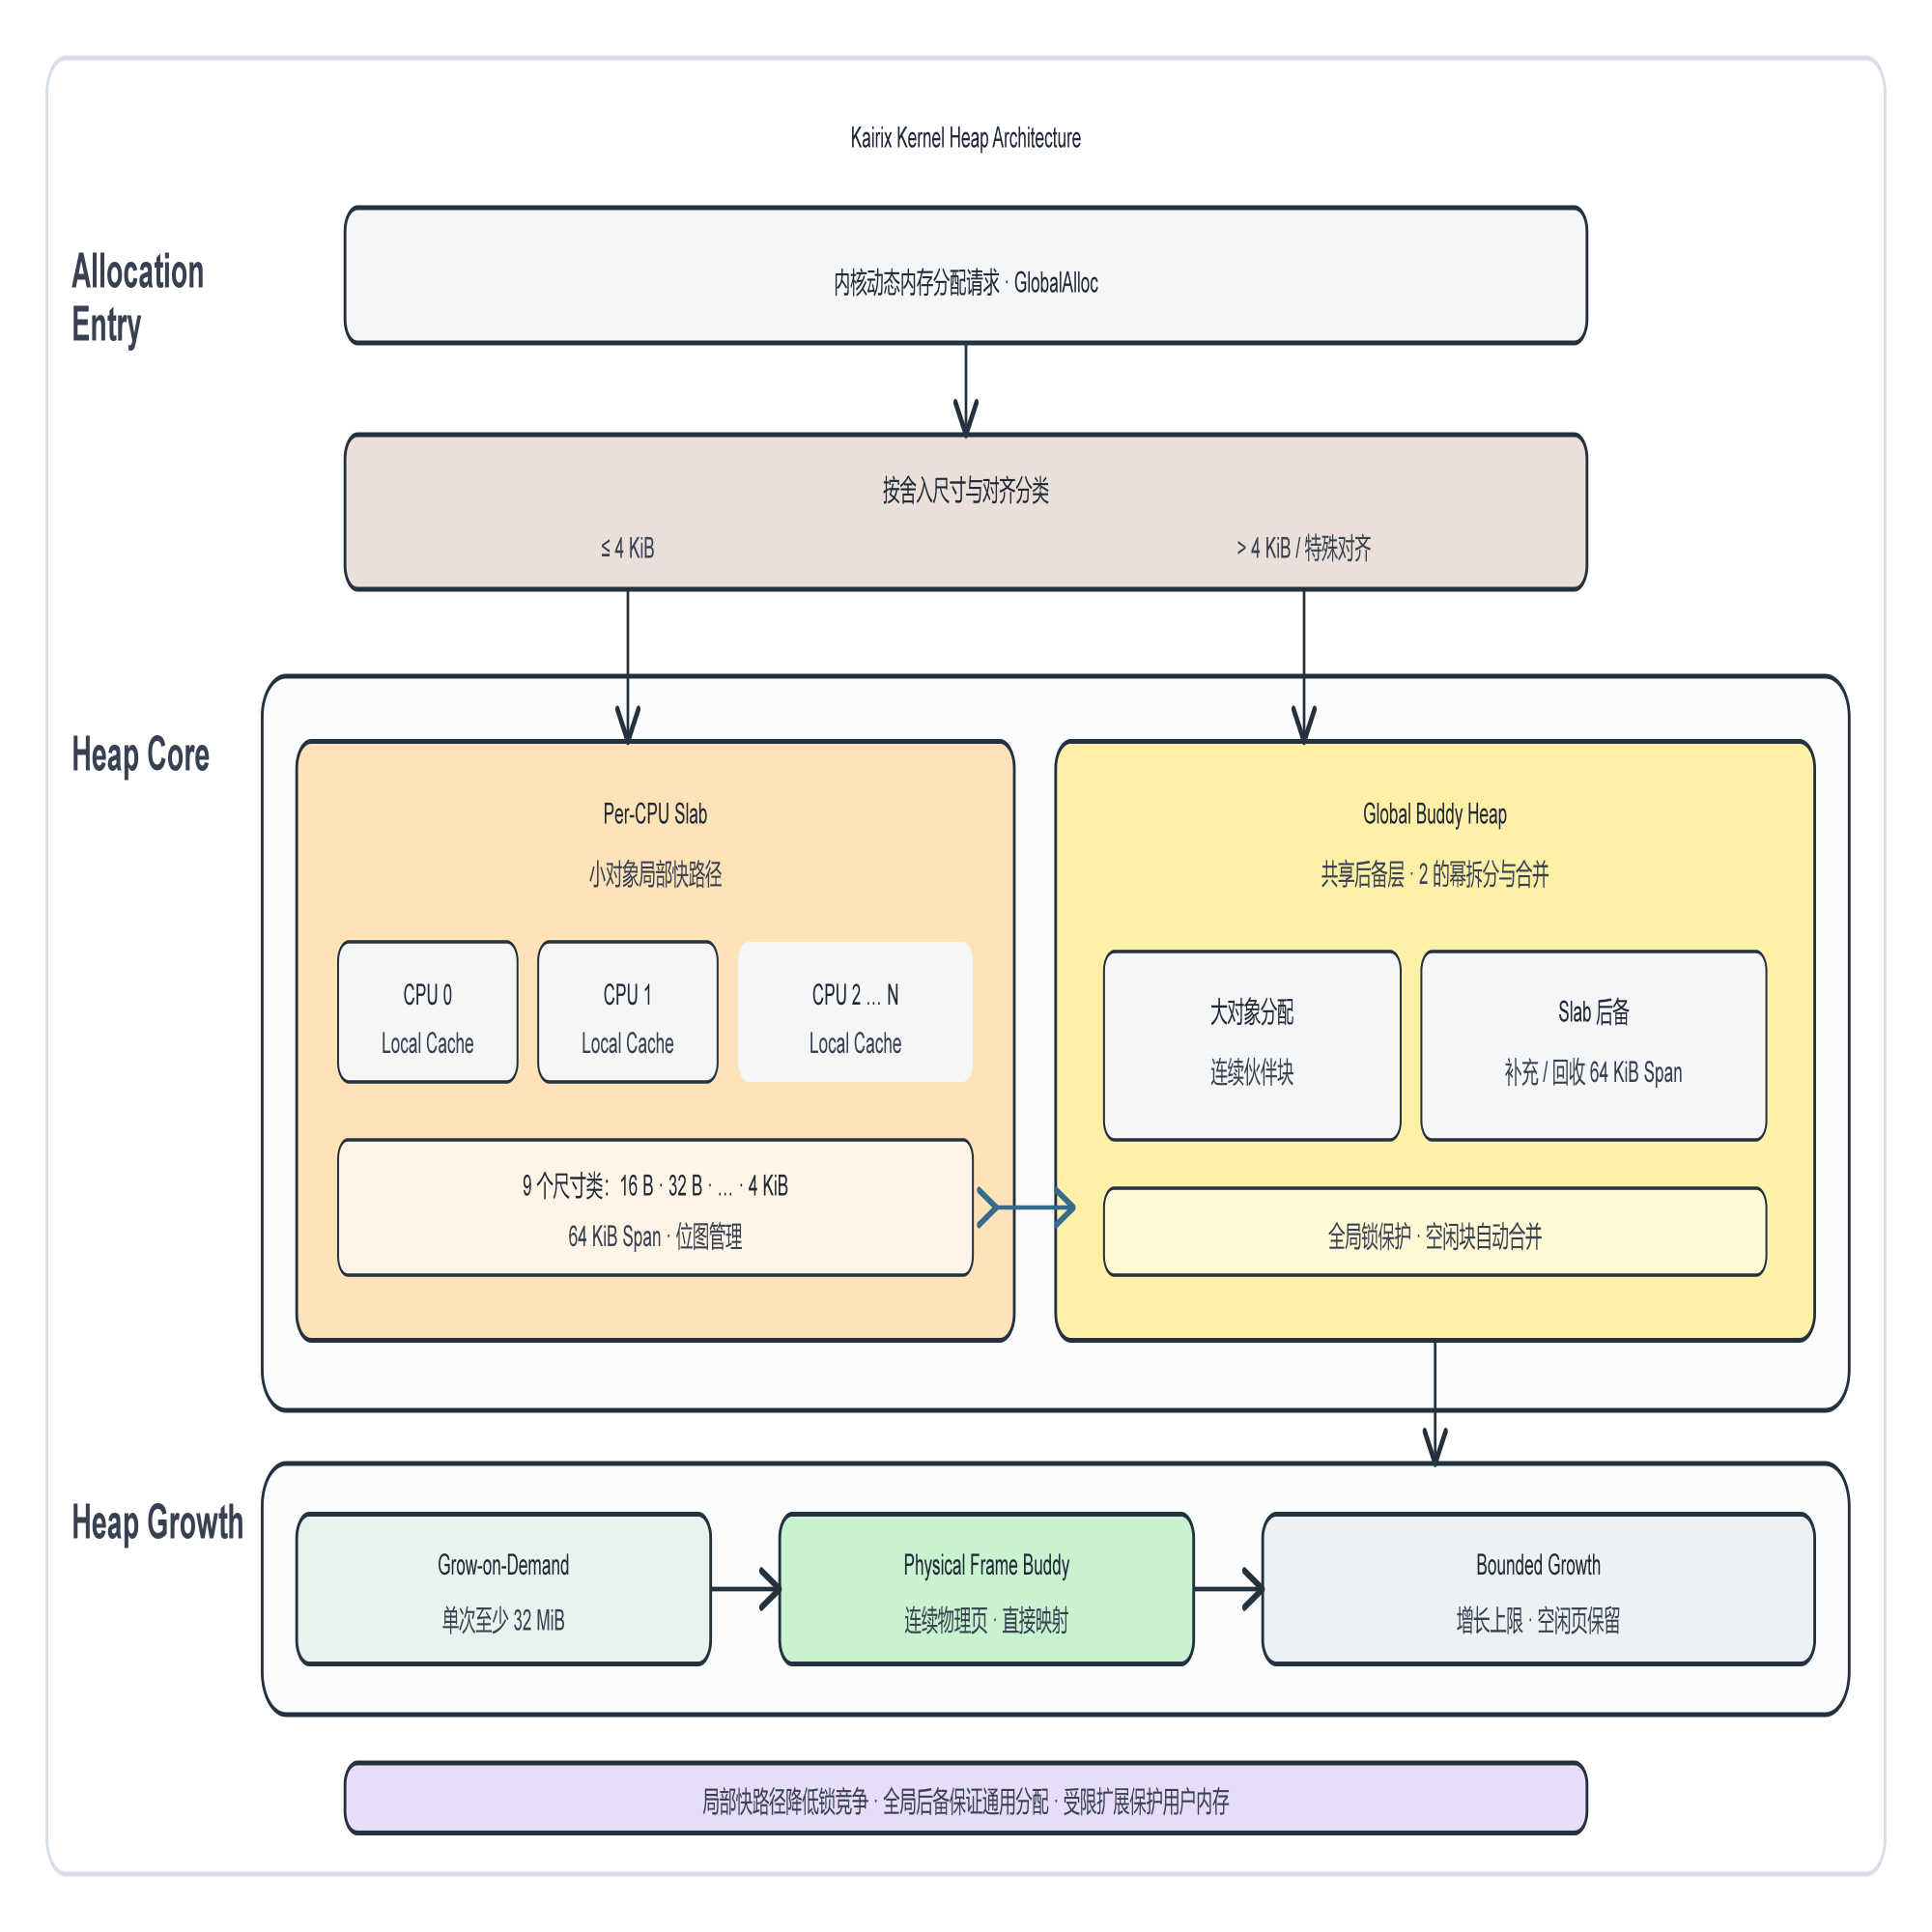 Kairix Kernel Heap Architecture
Allocation
Entry
内核动态内存分配请求 · GlobalAlloc
按舍入尺寸与对齐分类
≤ 4 KiB
> 4 KiB / 特殊对齐
Heap Core
Per-CPU Slab
小对象局部快路径
CPU 0
Local Cache
CPU 1
Local Cache
CPU 2 … N
Local Cache
9 个尺寸类：16 B · 32 B · … · 4 KiB
64 KiB Span · 位图管理
Global Buddy Heap
共享后备层 · 2 的幂拆分与合并
大对象分配
连续伙伴块
Slab 后备
补充 / 回收 64 KiB Span
全局锁保护 · 空闲块自动合并
Heap Growth
Grow-on-Demand
单次至少 32 MiB
Physical Frame Buddy
连续物理页 · 直接映射
Bounded Growth
增长上限 · 空闲页保留
局部快路径降低锁竞争 · 全局后备保证通用分配 · 受限扩展保护用户内存